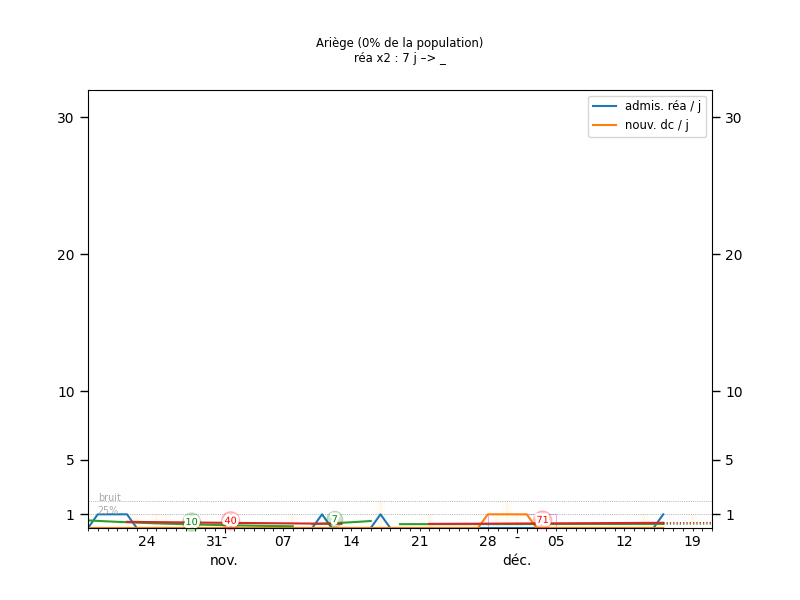 Ariège (0% de la population)
réa x2 : 7 j –> _
admis. réa / j
nouv. dc / j
30 30
20 20
10 10
5 5
1 1
bruit
25%
10 40 7 71
24 31 07 14 21 28 - 05 12 19
nov. déc.